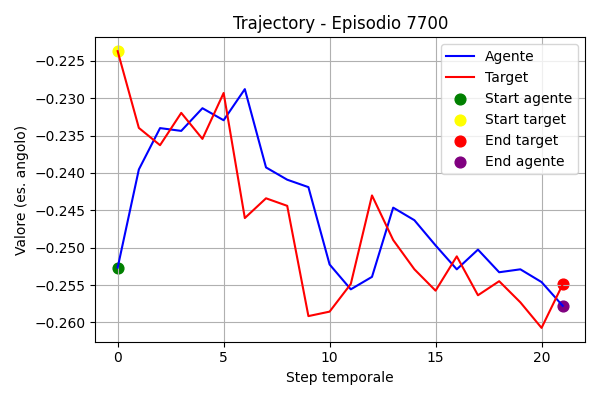 Trajectory - Episodio 7700
Agente
Target
Start agente
Start target
End target
End agente
Valore (es. angolo)
−0.225
−0.230
−0.235
−0.240
−0.245
−0.250
−0.255
−0.260
0 5 10 15 20
Step temporale